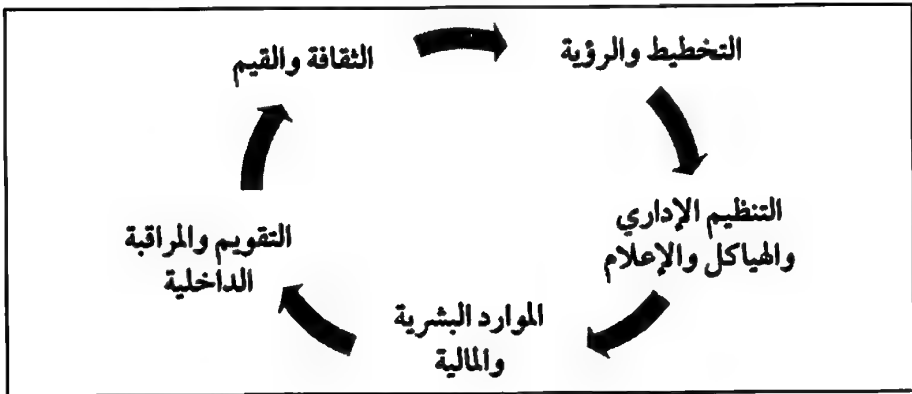 التخطيط والرؤية
التنظيم الإداري
والهياكل والإعلام
الموارد البشرية
والمالية
التقويم والمراقبة
الداخلية
الثقافة والقيم